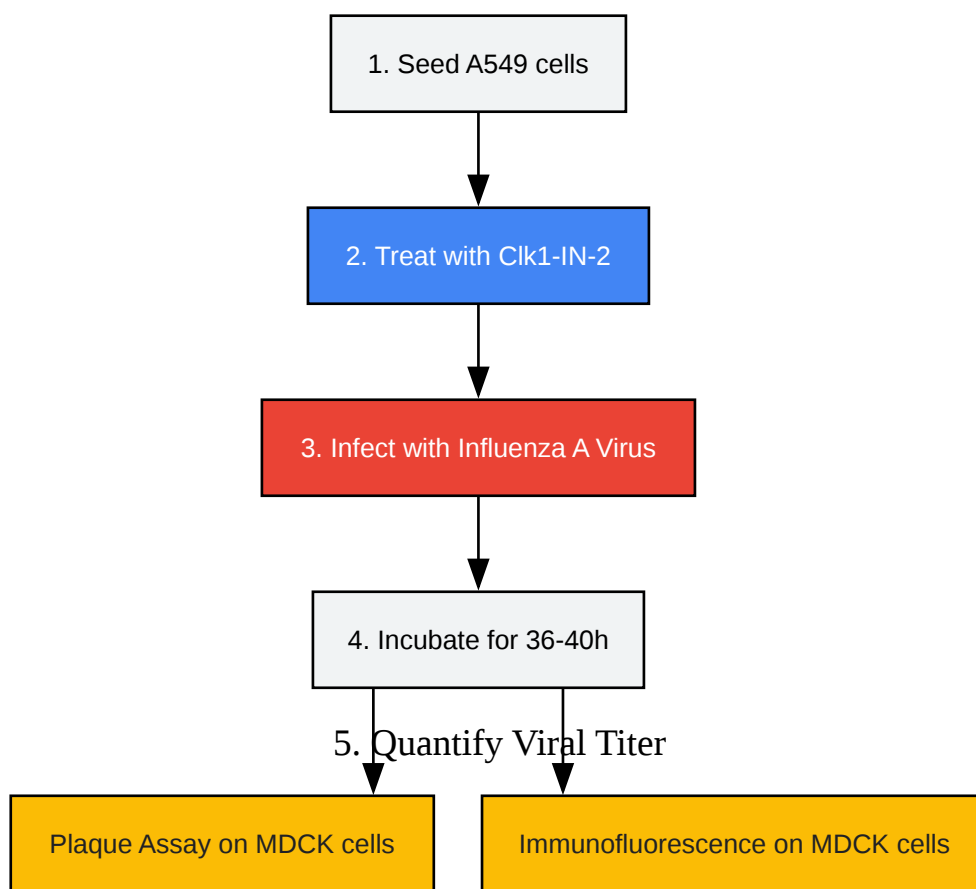 1. Seed A549 cells
2. Treat with Clk1-IN-2
3. Infect with Influenza A Virus
4. Incubate for 36-40h
5. Quantify Viral Titer
Plaque Assay on MDCK cells
Immunofluorescence on MDCK cells